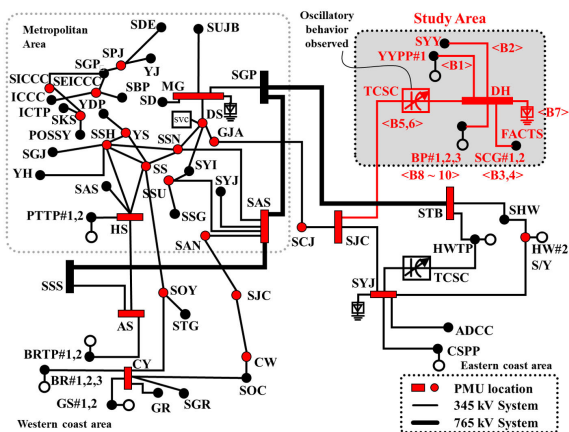 Metropolitan
Area
SDE
SUJB
Oscillatory
behavior
observed
Study Area
SPJ
SGP
YJ
SICCC
SEICCC
MG
SGP
SYY
<B2>
YYPP#1
<B1>
ICCC
SBP
SD
TCSC
DH
ICTP
YDP
SKS
SVC
DS
<B7>
POSSY
YS
SSN
GJA
<B5,6>
FACTS
SSH
SGJ
SS
SYI
BP#1,2,3
SCG#1,2
YH
SSU
SYJ
<B8 ~ 10>
<B3,4>
SAS
SSG
SAS
STB
PTTP#1,2
HS
SAN
SCJ
SJC
SHW
HWTP
HW#2
S/Y
SSS
TCSC
SOY
SJC
SYJ
AS
STG
ADCC
BRTP#1,2
CW
CSPP
CY
BR#1,2,3
SOC
Eastern coast area
GS#1,2
GR
SGR
Western coast area
PMU location
345 kV System
765 kV System